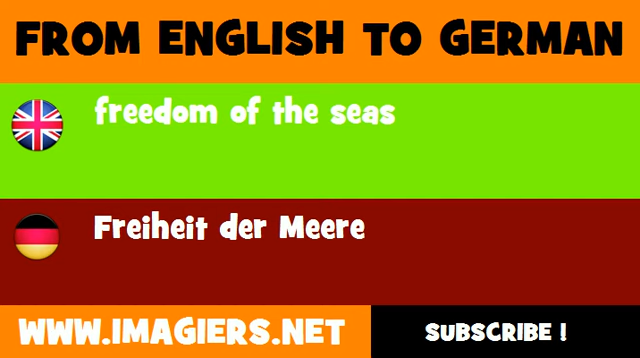 FROM ENGLISH TO GERMAN
freedom of the seas
Freiheit der Meere
WWW.IMAGIERS.NET
SUBSCRIBE !